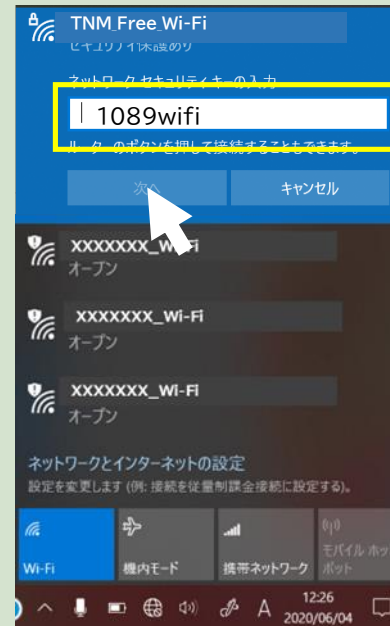 TNM_Free_Wi-Fi
セキュリティ保護あり
ネットワーク セキュリティ キーの入力
1089wifi
ルーターのボタンを押して接続することもできます。
次へ
キャンセル
XXXXXXX_Wi-Fi
オープン
XXXXXXX_Wi-Fi
オープン
XXXXXXX_Wi-Fi
オープン
ネットワークとインターネットの設定
設定を変更します (例: 接続を従量制課金接続に設定する)。
Wi-Fi
機内モード
携帯ネットワーク
モバイル ホッ
ポット
A
12:26
2020/06/04